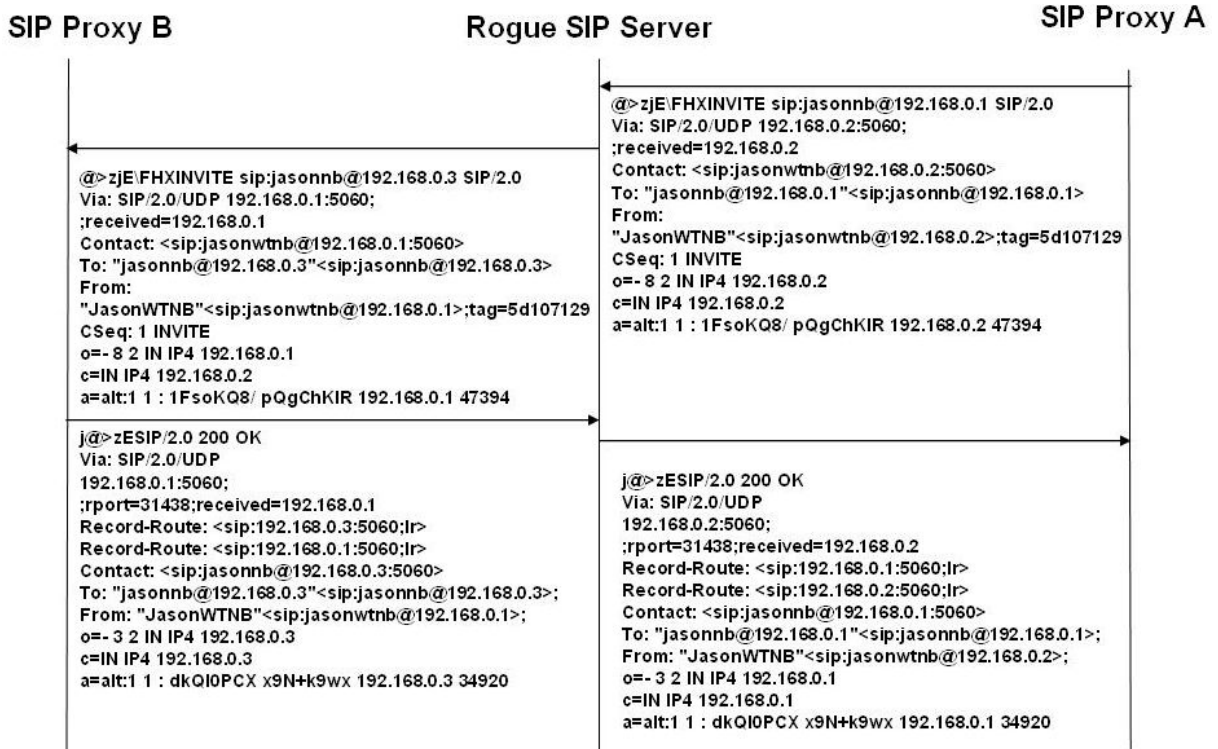 SIP Proxy B
Rogue SIP Server
SIP Proxy A
@>zjE\FHXINVITE sip:jasonnb@192.168.0.1 SIP/2.0
Via: SIP/2.0/UDP 192.168.0.2:5060;
;received=192.168.0.2
Contact: <sip:jasonwtnb@192.168.0.2:5060>
To: "jasonnb@192.168.0.1"<sip:jasonnb@192.168.0.1>
From:
"JasonWTNB"<sip:jasonwtnb@192.168.0.2>;tag=5d107129
CSeq: 1 INVITE
o=- 8 2 IN IP4 192.168.0.2
c=IN IP4 192.168.0.2
a=alt:1 1 : 1FsoKQ8/ pQgChKIR 192.168.0.2 47394
@>zjE\FHXINVITE sip:jasonnb@192.168.0.3 SIP/2.0
Via: SIP/2.0/UDP 192.168.0.1:5060;
;received=192.168.0.1
Contact: <sip:jasonwtnb@192.168.0.1:5060>
To: "jasonnb@192.168.0.3"<sip:jasonnb@192.168.0.3>
From:
"JasonWTNB"<sip:jasonwtnb@192.168.0.1>;tag=5d107129
CSeq: 1 INVITE
o=- 8 2 IN IP4 192.168.0.1
c=IN IP4 192.168.0.2
a=alt:1 1 : 1FsoKQ8/ pQgChKIR 192.168.0.1 47394
j@>zESIP/2.0 200 OK
Via: SIP/2.0/UDP
192.168.0.1:5060;
;rport=31438;received=192.168.0.1
Record-Route: <sip:192.168.0.3:5060;lr>
Record-Route: <sip:192.168.0.1:5060;lr>
Contact: <sip:jasonnb@192.168.0.3:5060>
To: "jasonnb@192.168.0.3"<sip:jasonnb@192.168.0.3>;
From: "JasonWTNB"<sip:jasonwtnb@192.168.0.1>;
o=- 3 2 IN IP4 192.168.0.3
c=IN IP4 192.168.0.3
a=alt:1 1 : dkQI0PCX x9N+k9wx 192.168.0.3 34920
j@>zESIP/2.0 200 OK
Via: SIP/2.0/UDP
192.168.0.2:5060;
;rport=31438;received=192.168.0.2
Record-Route: <sip:192.168.0.1:5060;lr>
Record-Route: <sip:192.168.0.2:5060;lr>
Contact: <sip:jasonnb@192.168.0.1:5060>
To: "jasonnb@192.168.0.1"<sip:jasonnb@192.168.0.1>;
From: "JasonWTNB"<sip:jasonwtnb@192.168.0.2>;
o=- 3 2 IN IP4 192.168.0.1
c=IN IP4 192.168.0.1
a=alt:1 1 : dkQI0PCX x9N+k9wx 192.168.0.1 34920